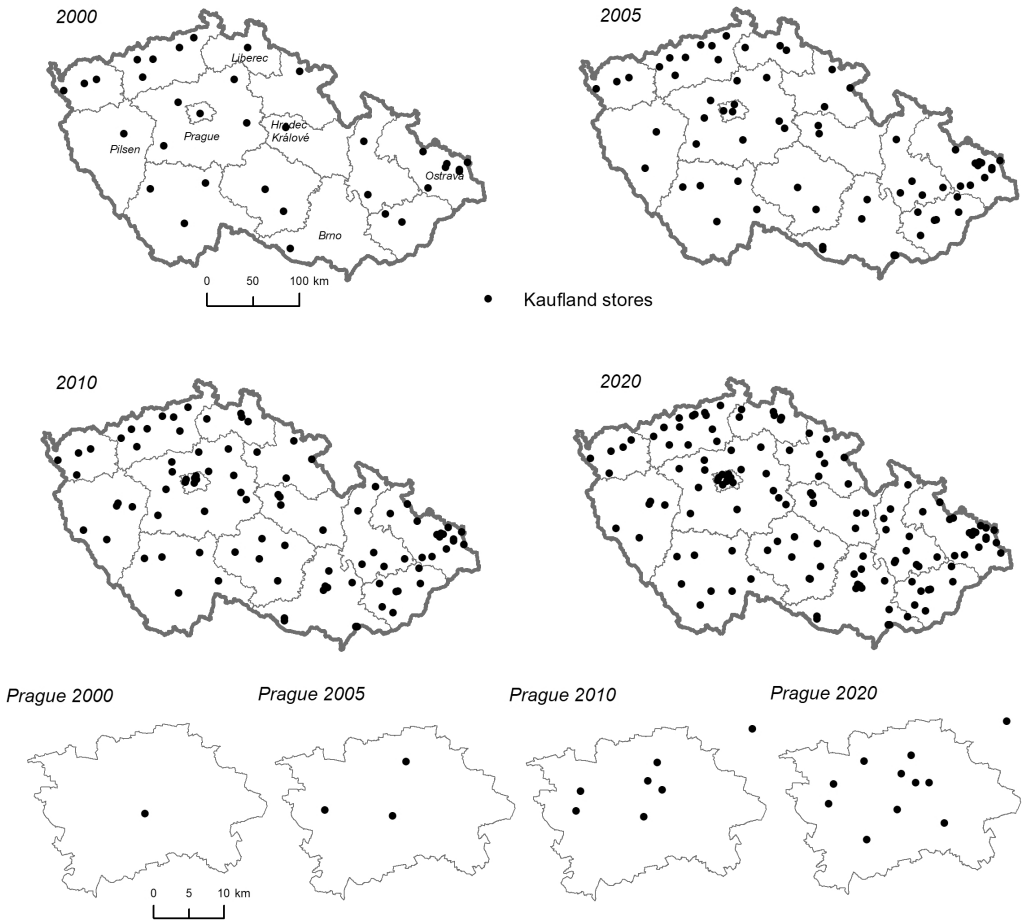 2000
2005
Liberec
Hradec
Králové
Prague
Pilsen
Ostrava
Brno
0 50 100 km
Kaufland stores
2010
2020
Prague 2000
Prague 2005
Prague 2010
Prague 2020
0 5 10 km